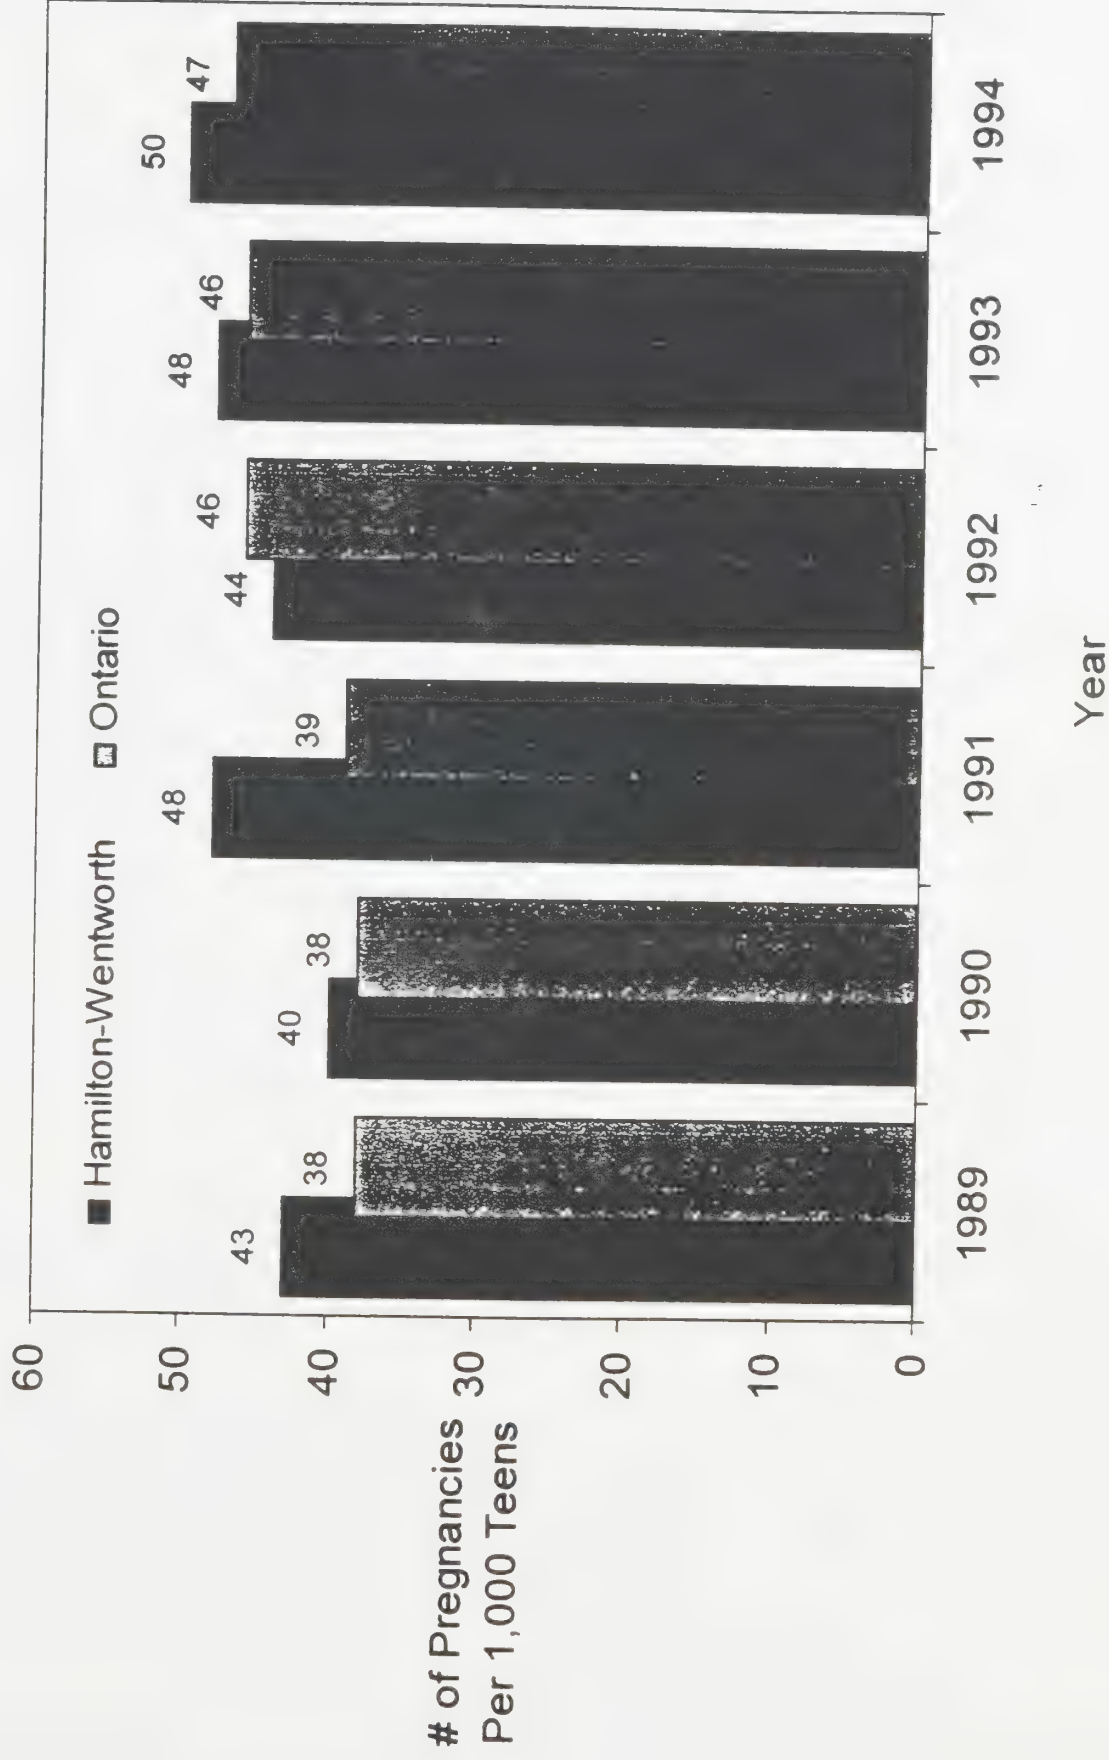 Hamilton-Wentworth Ontario
# of Pregnancies
Per 1,000 Teens
60
50
40
30
20
10
0
43 38
40 38
48 39
44 46
48 46
50 47
1989 1990 1991 1992 1993 1994
Year